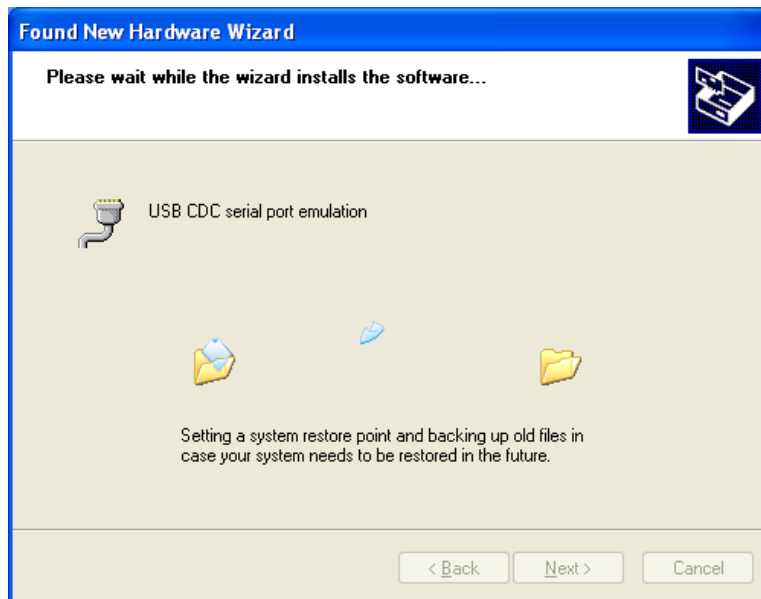 Found New Hardware Wizard
Please wait while the wizard installs the software...
USB CDC serial port emulation
Setting a system restore point and backing up old files in
case your system needs to be restored in the future.
< Back Next > Cancel